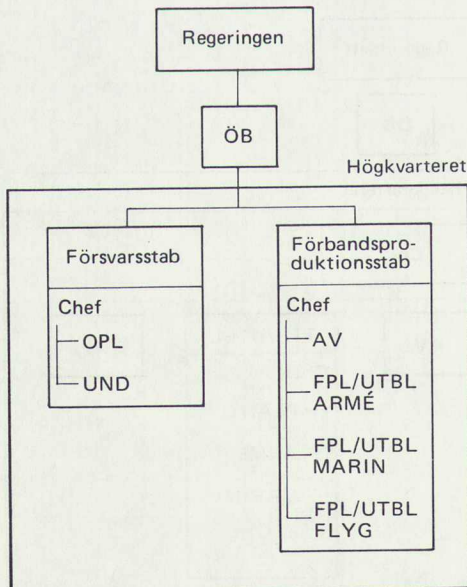 Regeringen
ÖB
Högkvarteret
Försvarsstab
Chef
OPL
UND
Förbandspro-
duktionsstab
Chef
AV
FPL/UTBL
ARMÉ
FPL/UTBL
MARIN
FPL/UTBL
FLYG